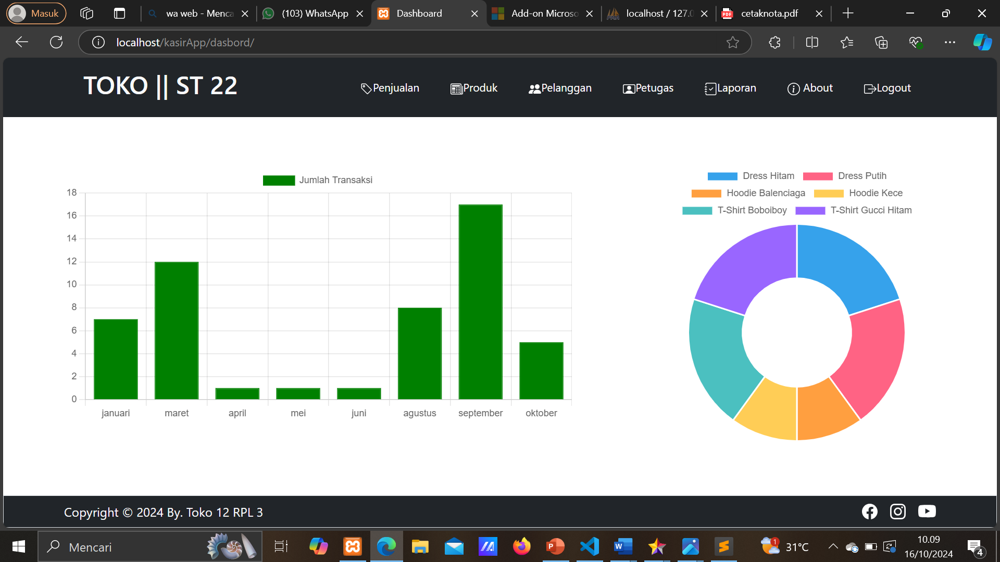 Masuk
wa web - Menca
(103) WhatsApp
Dashboard
Add-on Microso
localhost / 127.0
cetaknota.pdf
localhost/kasirApp/dasbord/
TOKO || ST 22
Penjualan
Produk
Pelanggan
Petugas
Laporan
About
Logout
Jumlah Transaksi
18
16
14
12
10
8
6
4
2
0
januari
maret
april
mei
juni
agustus
september
oktober
Dress Hitam
Dress Putih
Hoodie Balenciaga
Hoodie Kece
T-Shirt Boboiboy
T-Shirt Gucci Hitam
Copyright © 2024 By. Toko 12 RPL 3
Mencari
1
31°C
10.09
16/10/2024
4